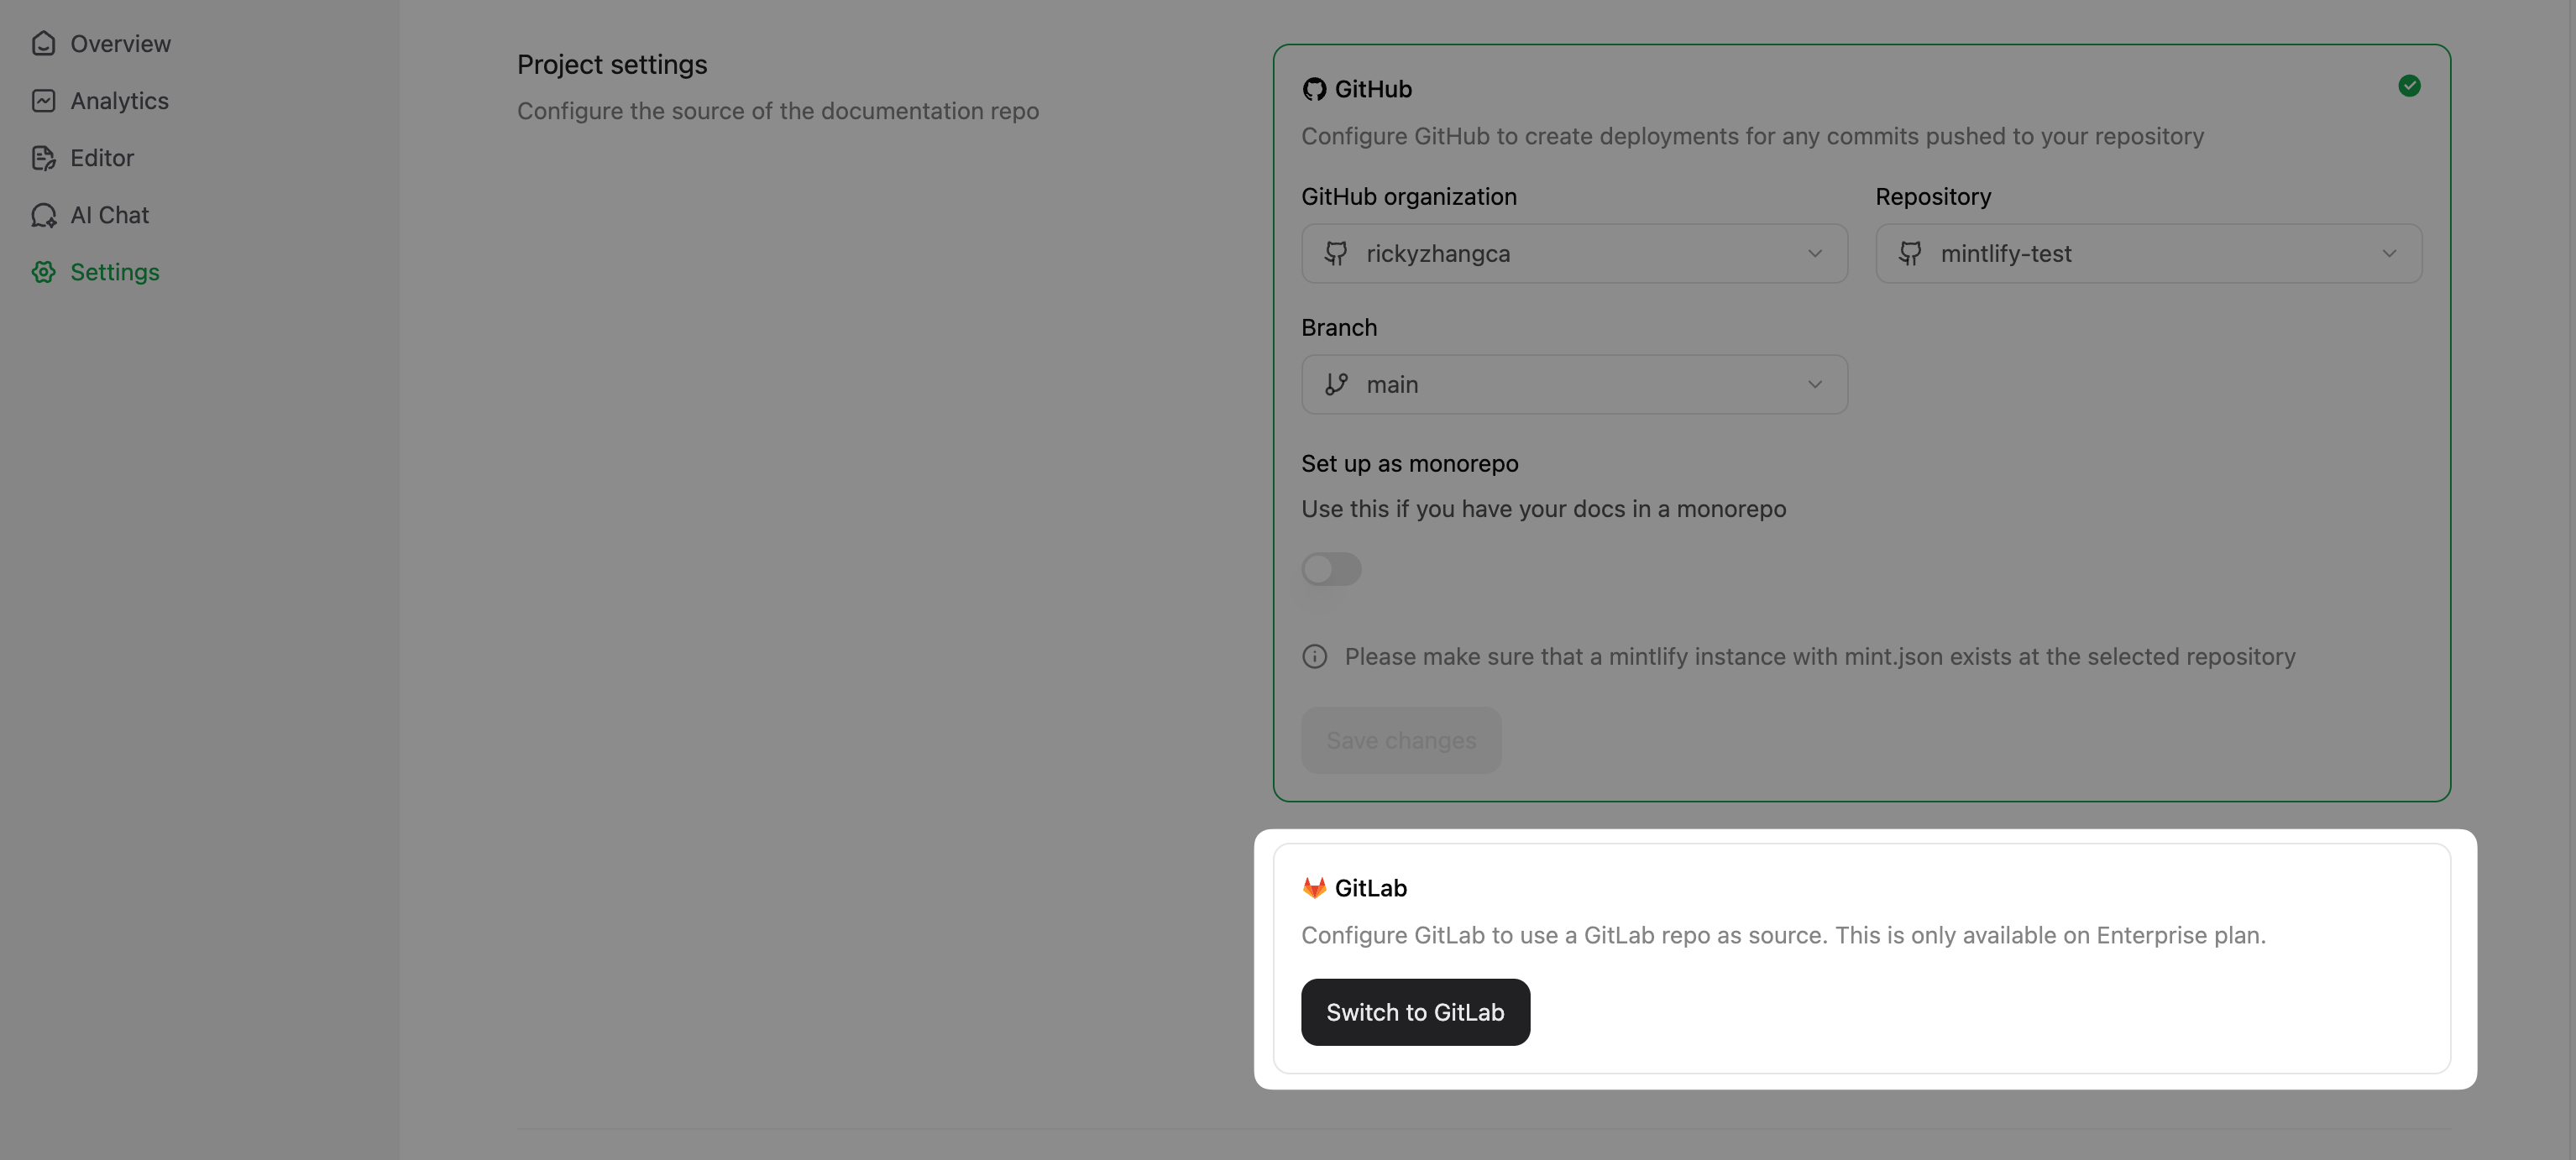 Overview
Analytics
Editor
AI Chat
Settings
Project settings
Configure the source of the documentation repo
GitHub
Configure GitHub to create deployments for any commits pushed to your repository
GitHub organization
Repository
rickyzhangca
mintlify-test
Branch
main
Set up as monorepo
Use this if you have your docs in a monorepo
Please make sure that a mintlify instance with mint.json exists at the selected repository
Save changes
GitLab
Configure GitLab to use a GitLab repo as source. This is only available on Enterprise plan.
Switch to GitLab